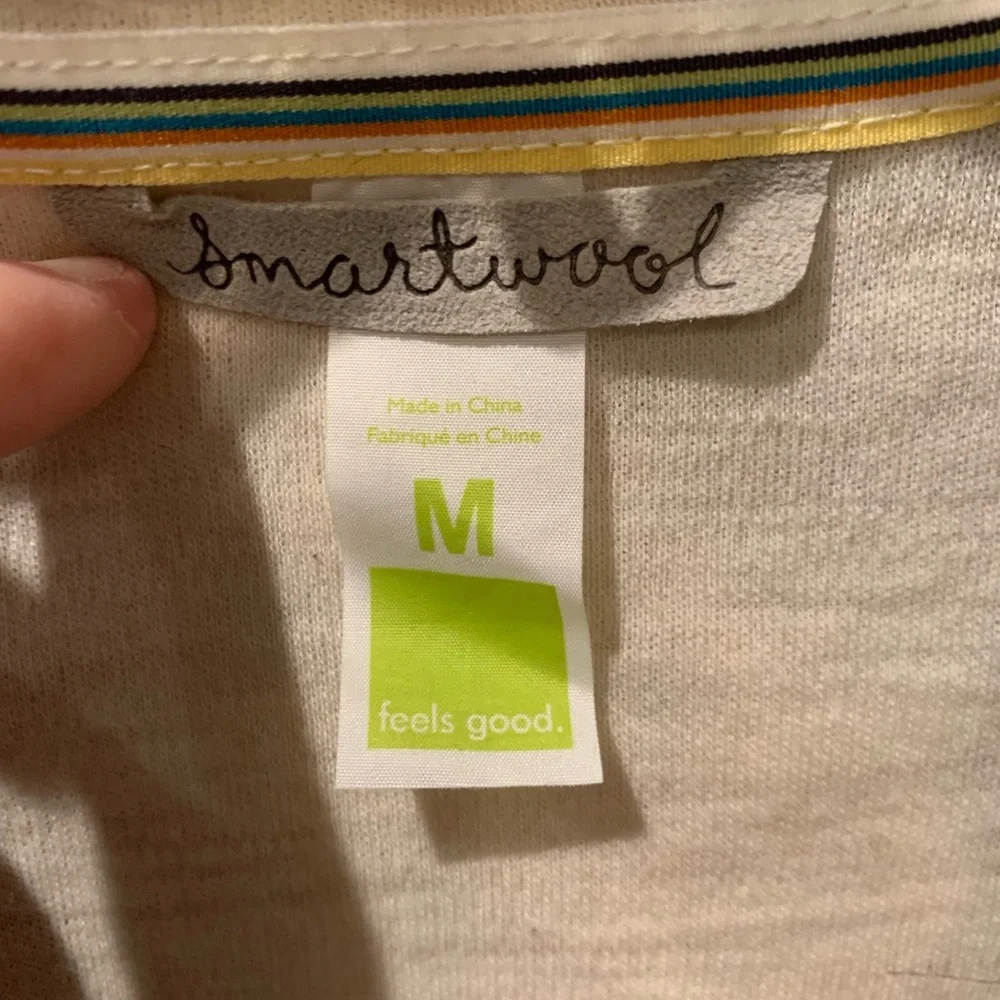 smartwool
Made in China
Fabriqué en Chine
M
feels good.